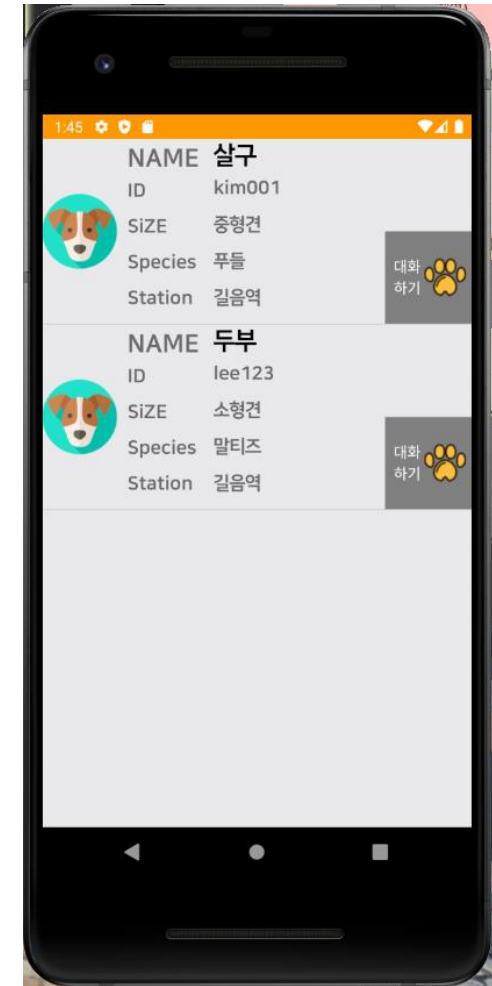 1:45
NAME 살구
ID kim001
SiZE 중형견
Species 푸들
Station 길음역
대화
하기
NAME 두부
ID lee123
SiZE 소형견
Species 말티즈
Station 길음역
대화
하기